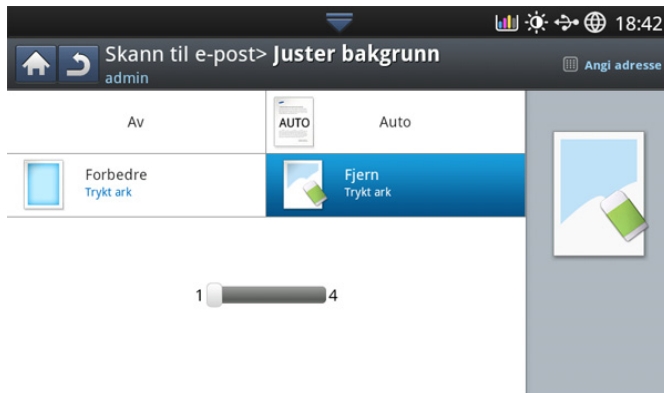 18:42
Skann til e-post> Juster bakgrunn
admin
Angi adresse
Av
AUTO
Auto
Forbedre
Trykt ark
Fjern
Trykt ark
1
4